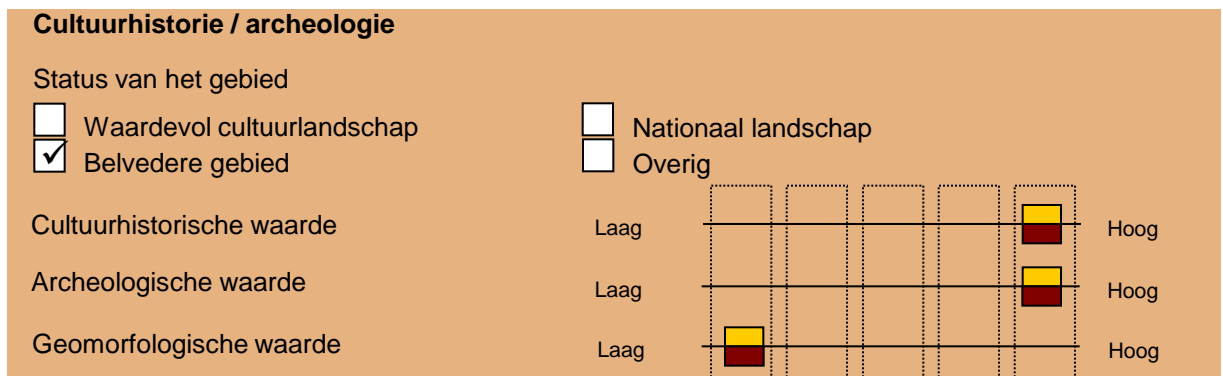 Cultuurhistorie / archeologie
Status van het gebied
Waardevol cultuurlandschap Nationaal landschap
Belvedere gebied Overig
Cultuurhistorische waarde Laag Hoog
Archeologische waarde Laag Hoog
Geomorfologische waarde Laag Hoog